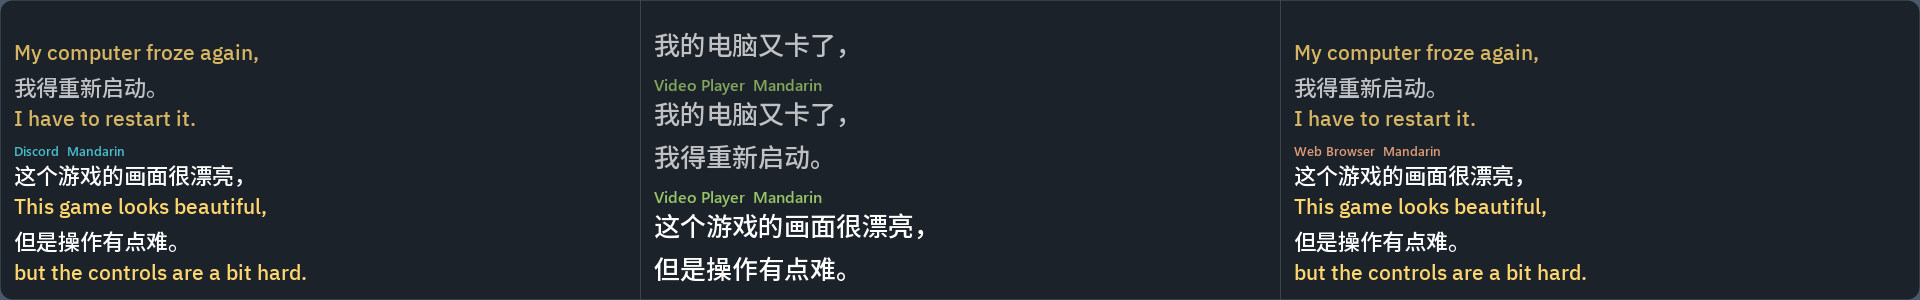 My computer froze again,
我得重新启动。
I have to restart it.
Discord Mandarin
这个游戏的画面很漂亮，
This game looks beautiful,
但是操作有点难。
but the controls are a bit hard.
我的电脑又卡了，
Video Player Mandarin
我的电脑又卡了，
我得重新启动。
Video Player Mandarin
这个游戏的画面很漂亮，
但是操作有点难。
My computer froze again,
我得重新启动。
I have to restart it.
Web Browser Mandarin
这个游戏的画面很漂亮，
This game looks beautiful,
但是操作有点难。
but the controls are a bit hard.